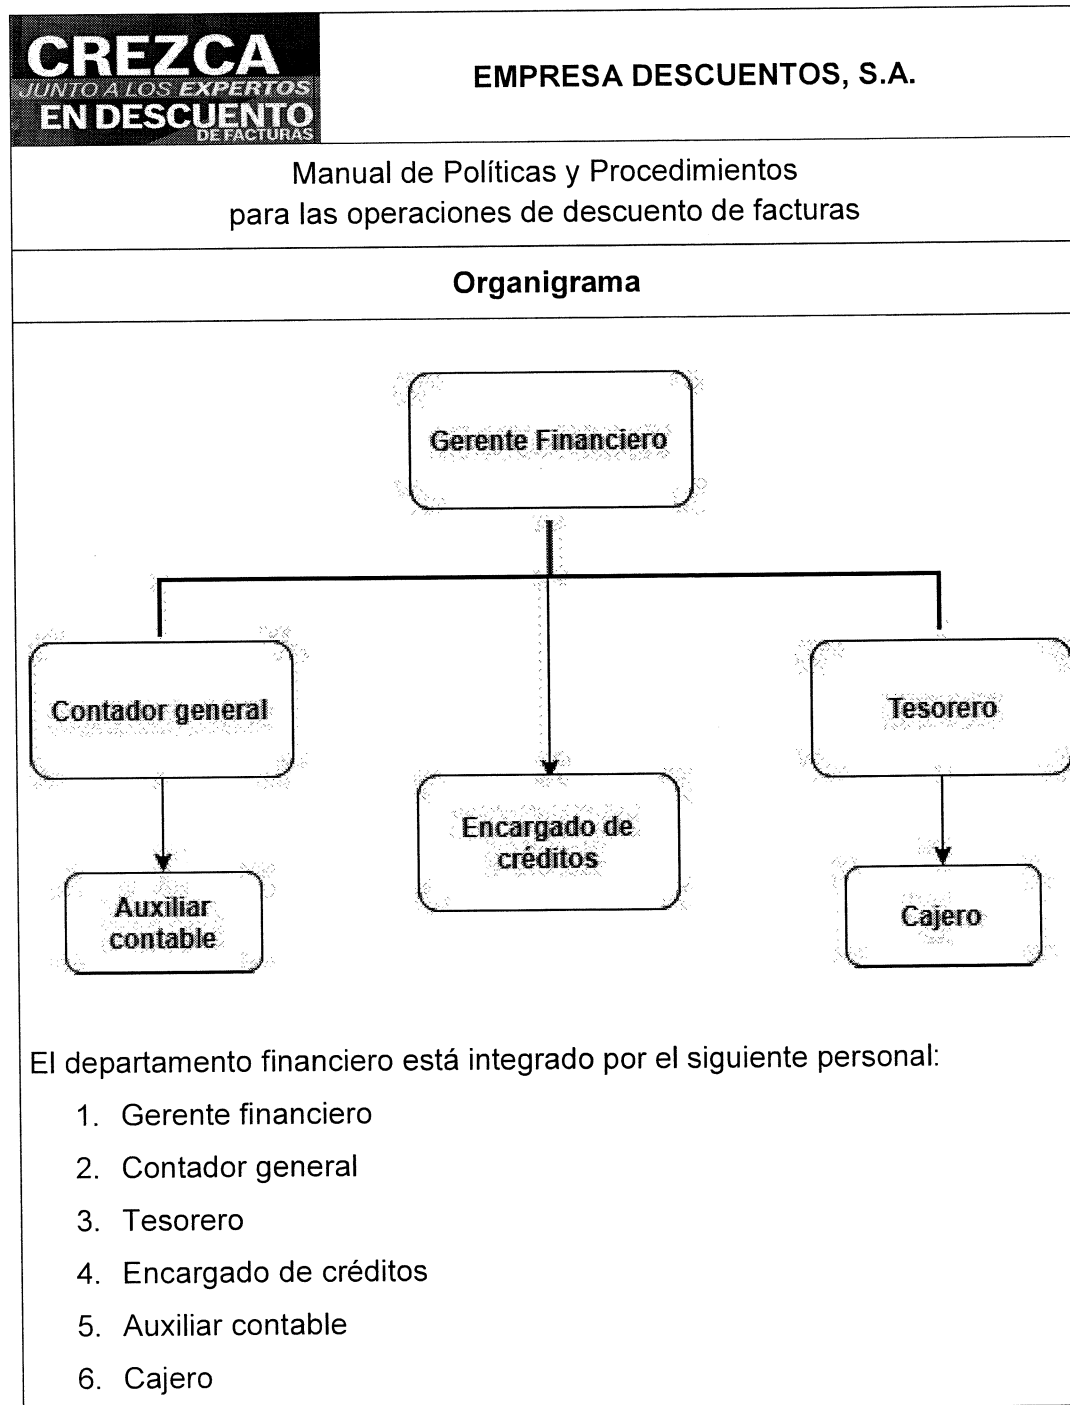 CREZCA
JUNTO A LOS EXPERTOS
EN DESCUENTO
DE FACTURAS
EMPRESA DESCUENTOS, S.A.
Manual de Políticas y Procedimientos
para las operaciones de descuento de facturas
Organigrama
Gerente Financiero
Contador general
Tesorero
Encargado de
créditos
Auxiliar
contable
Cajero
El departamento financiero está integrado por el siguiente personal:
1. Gerente financiero
2. Contador general
3. Tesorero
4. Encargado de créditos
5. Auxiliar contable
6. Cajero